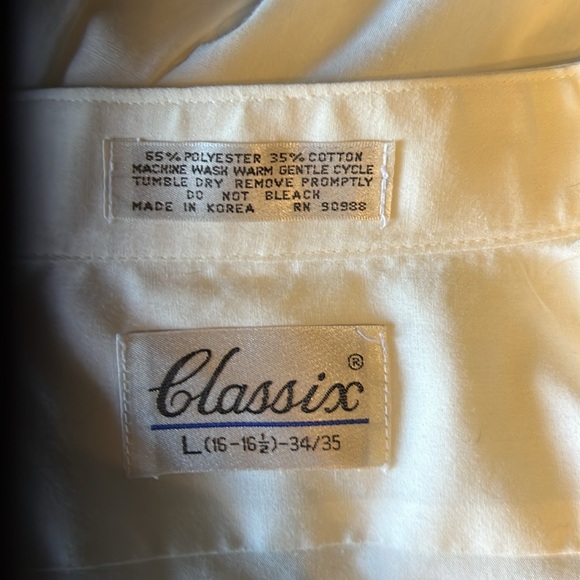 65% POLYESTER 35% COTTON
MACHINE WASH WARM GENTLE CYCLE
TUMBLE DRY REMOVE PROMPTLY
DO NOT BLEACH
MADE IN KOREA RN 90988
Classix®
L(16-16½)-34/35